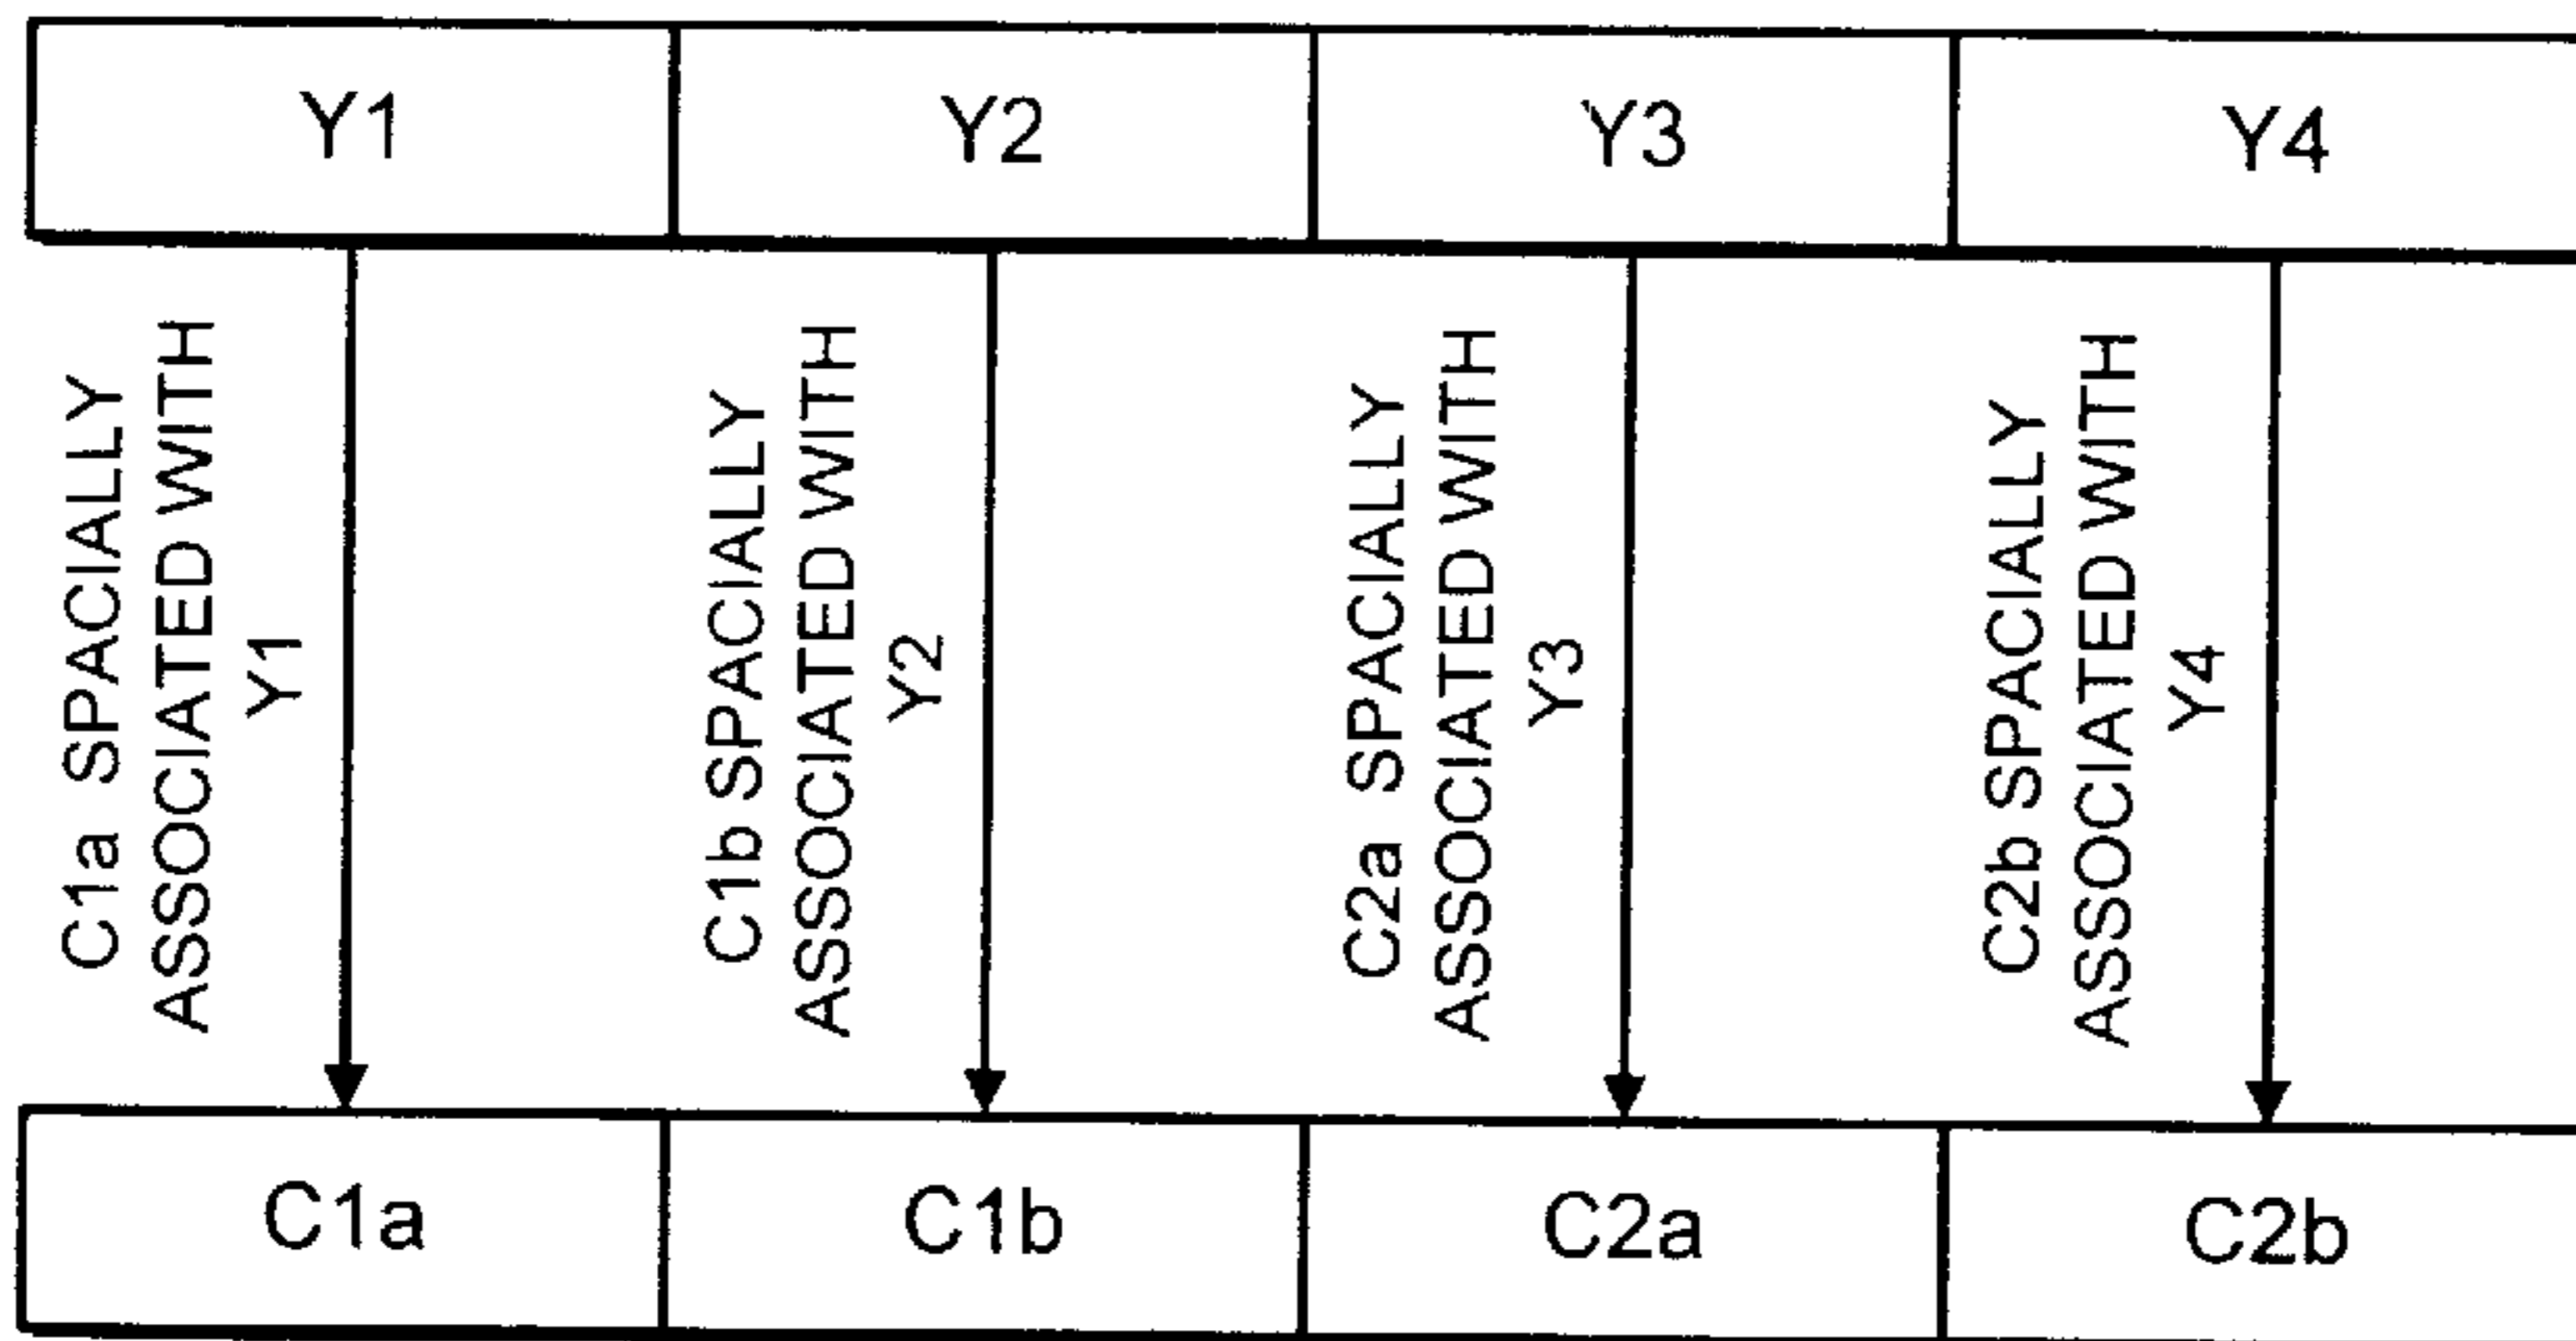 Y1
Y2
Y3
Y4
C1a SPACIALLY
ASSOCIATED WITH
Y1
C1b SPACIALLY
ASSOCIATED WITH
Y2
C2a SPACIALLY
ASSOCIATED WITH
Y3
C2b SPACIALLY
ASSOCIATED WITH
Y4
C1a
C1b
C2a
C2b